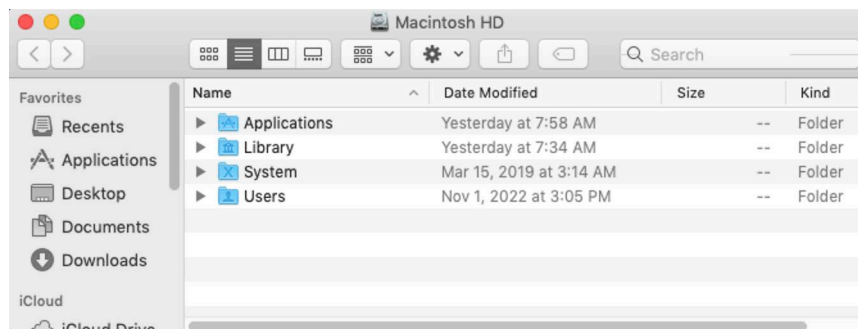 Macintosh HD
Search
Favorites
Recents
Applications
Desktop
Documents
Downloads
iCloud
iCloud Drive
Name Date Modified Size Kind
Applications Yesterday at 7:58 AM -- Folder
Library Yesterday at 7:34 AM -- Folder
System Mar 15, 2019 at 3:14 AM -- Folder
Users Nov 1, 2022 at 3:05 PM -- Folder